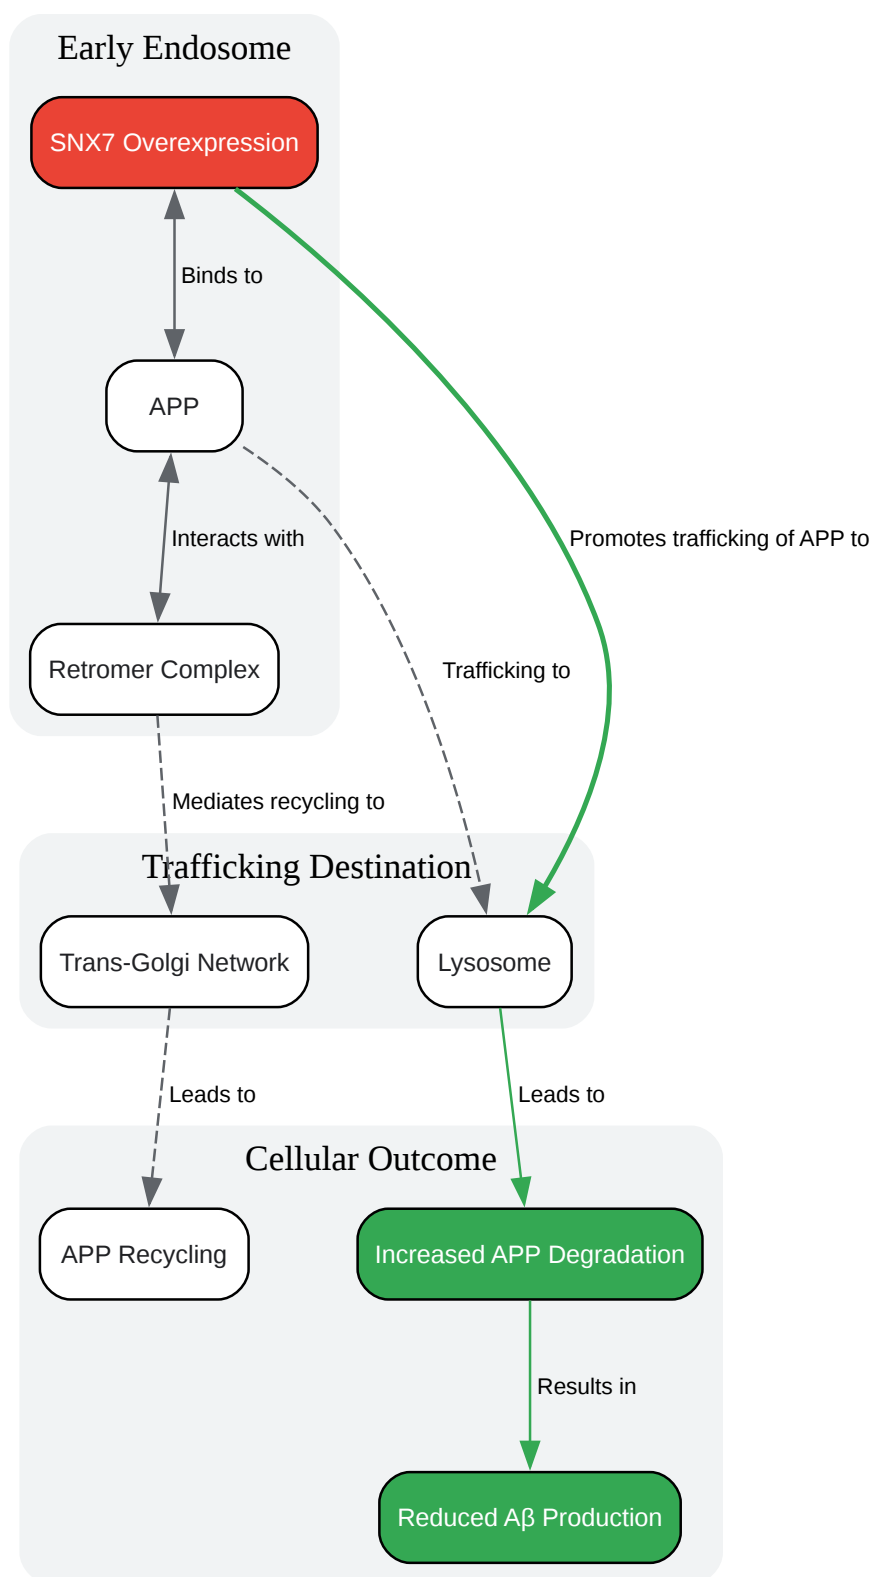 Early Endosome
SNX7 Overexpression
Binds to
APP
Interacts with
Promotes trafficking of APP to
Retromer Complex
Trafficking to
Mediates recycling to
Trafficking Destination
Trans-Golgi Network
Lysosome
Leads to
Leads to
Cellular Outcome
APP Recycling
Increased APP Degradation
Results in
Reduced Aβ Production